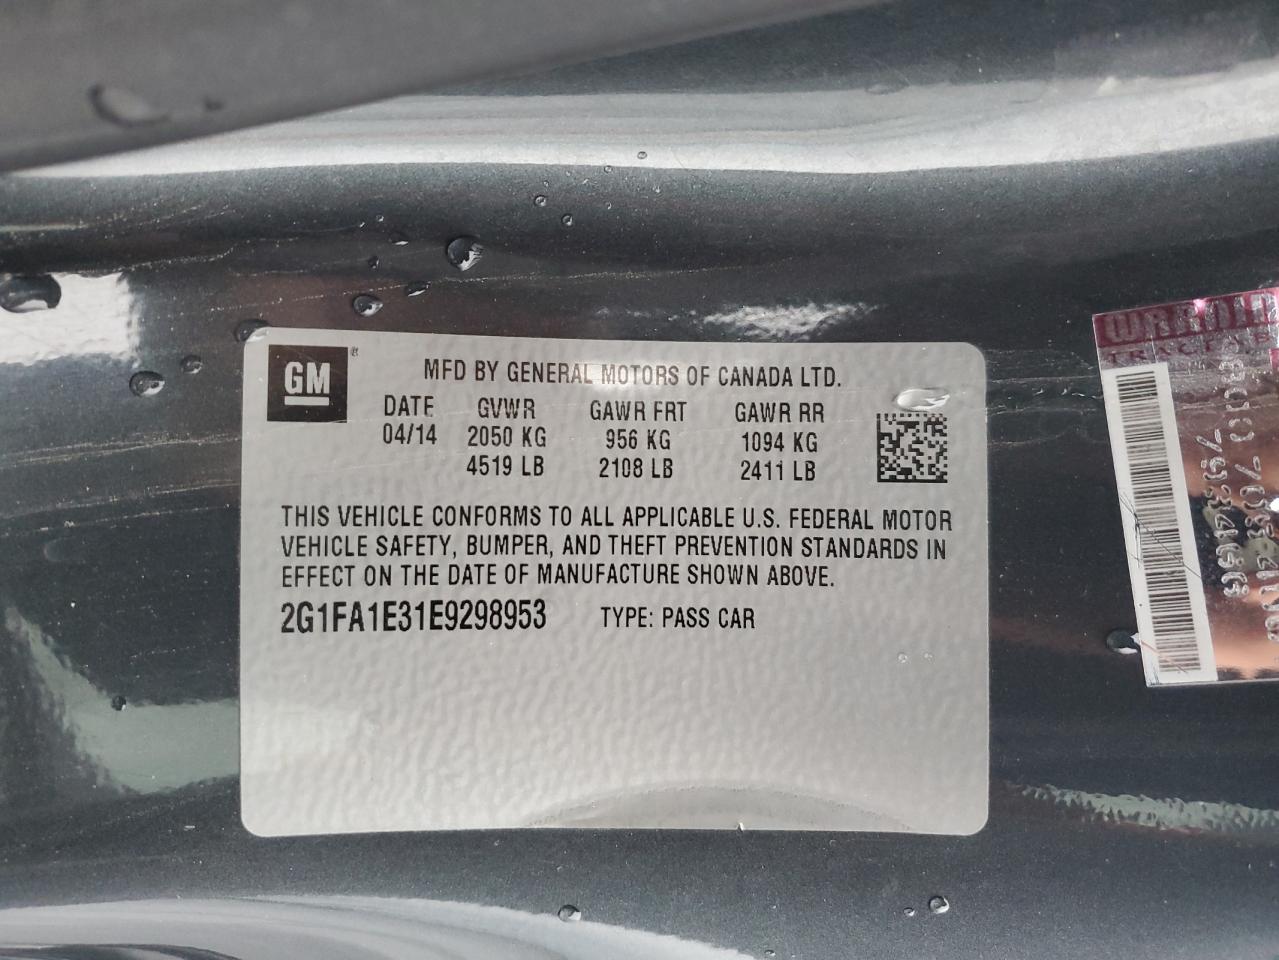 GM ®
MFD BY GENERAL MOTORS OF CANADA LTD.
DATE GVWR GAWR FRT GAWR RR
04/14 2050 KG 956 KG 1094 KG
4519 LB 2108 LB 2411 LB
THIS VEHICLE CONFORMS TO ALL APPLICABLE U.S. FEDERAL MOTOR
VEHICLE SAFETY, BUMPER, AND THEFT PREVENTION STANDARDS IN
EFFECT ON THE DATE OF MANUFACTURE SHOWN ABOVE.
2G1FA1E31E9298953 TYPE: PASS CAR